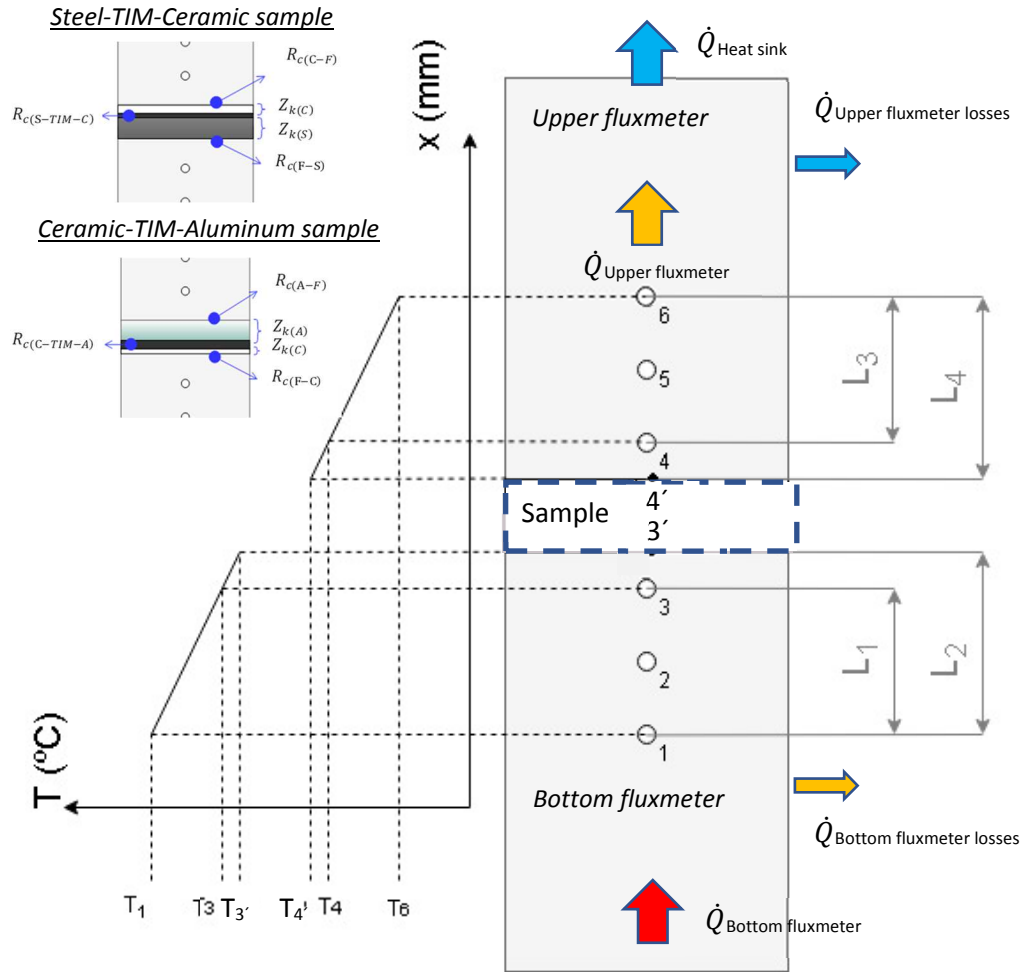 Steel-TIM-Ceramic sample
R_c(C−F)
Z_k(C)
R_c(S−TIM−C)
Z_k(S)
R_c(F−S)
Ceramic-TIM-Aluminum sample
R_c(A−F)
Z_k(A)
R_c(C−TIM−A)
Z_k(C)
R_c(F−C)
x (mm)
T (ºC)
T1 T3 T3´ T4' T4 T6
Q̇ Heat sink
Upper fluxmeter
Q̇ Upper fluxmeter losses
Q̇ Upper fluxmeter
6
5
4
L3
L4
Sample
4´
3´
3
2
1
L1
L2
Bottom fluxmeter
Q̇ Bottom fluxmeter losses
Q̇ Bottom fluxmeter